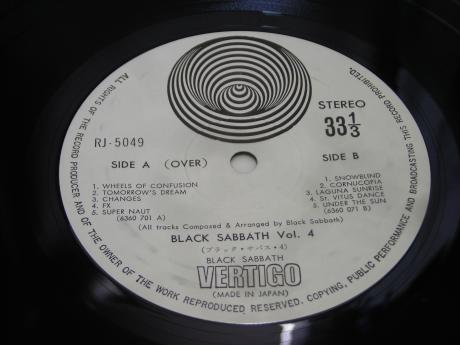 STEREO
33 1/3
RJ-5049
SIDE A (OVER)
1. WHEELS OF CONFUSION
2. TOMORROW'S DREAM
3. CHANGES
4. FX
5. SUPER NAUT
(6360 701 A)
SIDE B
1. SNOWBLIND
2. CORNUCOPIA
3. LAGUNA SUNRISE
4. St. VITUS DANCE
5. UNDER THE SUN
(6360 071 B)
(All tracks Composed & Arranged by Black Sabbath)
BLACK SABBATH Vol. 4
(ブラック・サバス・4)
BLACK SABBATH
VERTIGO
(MADE IN JAPAN)
ALL RIGHTS OF THE RECORD PRODUCER AND OF THE OWNER OF THE WORK REPRODUCED RESERVED. COPYING, PUBLIC PERFORMANCE AND BROADCASTING THIS RECORD PROHIBITED.